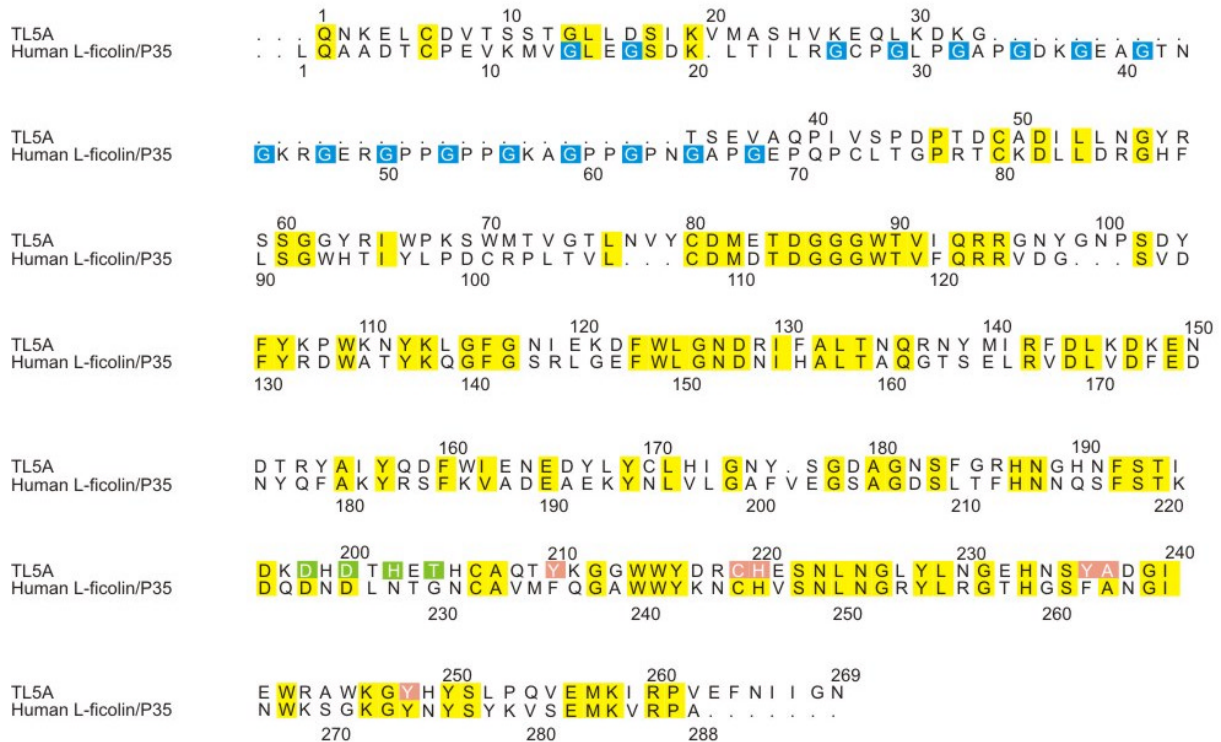 1 10 20 30
TL5A . . . Q N K E L C D V T S S T G L L D S I K V M A S H V K E Q L K D K G . . . . . . . . . .
Human L-ficolin/P35 . . L Q A A D T C P E V K M V G L E G S D K . L T I L R G C P G L P G A P G D K G E A G T N
1 10 20 30 40
40 50
TL5A . . . . . . . . . . . . . . . . . . . . . T S E V A Q P I V S P D P T D C A D I L L N G Y R
Human L-ficolin/P35 G K R G E R G P P G P P G K A G P P G P N G A P G E P Q P C L T G P R T C K D L L D R G H F
50 60 70 80
60 70 80 90 100
TL5A S S G G Y R I W P K S W M T V G T L N V Y C D M E T D G G G W T V I Q R R G N Y G N P S D Y
Human L-ficolin/P35 L S G W H T I Y L P D C R P L T V L . . . C D M D T D G G G W T V F Q R R V D G . . . S V D
90 100 110 120
110 120 130 140 150
TL5A F Y K P W K N Y K L G F G N I E K D F W L G N D R I F A L T N Q R N Y M I R F D L K D K E N
Human L-ficolin/P35 F Y R D W A T Y K Q G F G S R L G E F W L G N D N I H A L T A Q G T S E L R V D L V D F E D
130 140 150 160 170
160 170 180 190
TL5A D T R Y A I Y Q D F W I E N E D Y L Y C L H I G N Y . S G D A G N S F G R H N G H N F S T I
Human L-ficolin/P35 N Y Q F A K Y R S F K V A D E A E K Y N L V L G A F V E G S A G D S L T F H N N Q S F S T K
180 190 200 210 220
200 210 220 230 240
TL5A D K D H D T H E T H C A Q T Y K G G W W Y D R C H E S N L N G L Y L N G E H N S Y A D G I
Human L-ficolin/P35 D Q D N D L N T G N C A V M F Q G A W W Y K N C H V S N L N G R Y L R G T H G S F A N G I
230 240 250 260
250 260 269
TL5A E W R A W K G Y H Y S L P Q V E M K I R P V E F N I I G N
Human L-ficolin/P35 N W K S G K G Y N Y S Y K V S E M K V R P A . . . . . . .
270 280 288